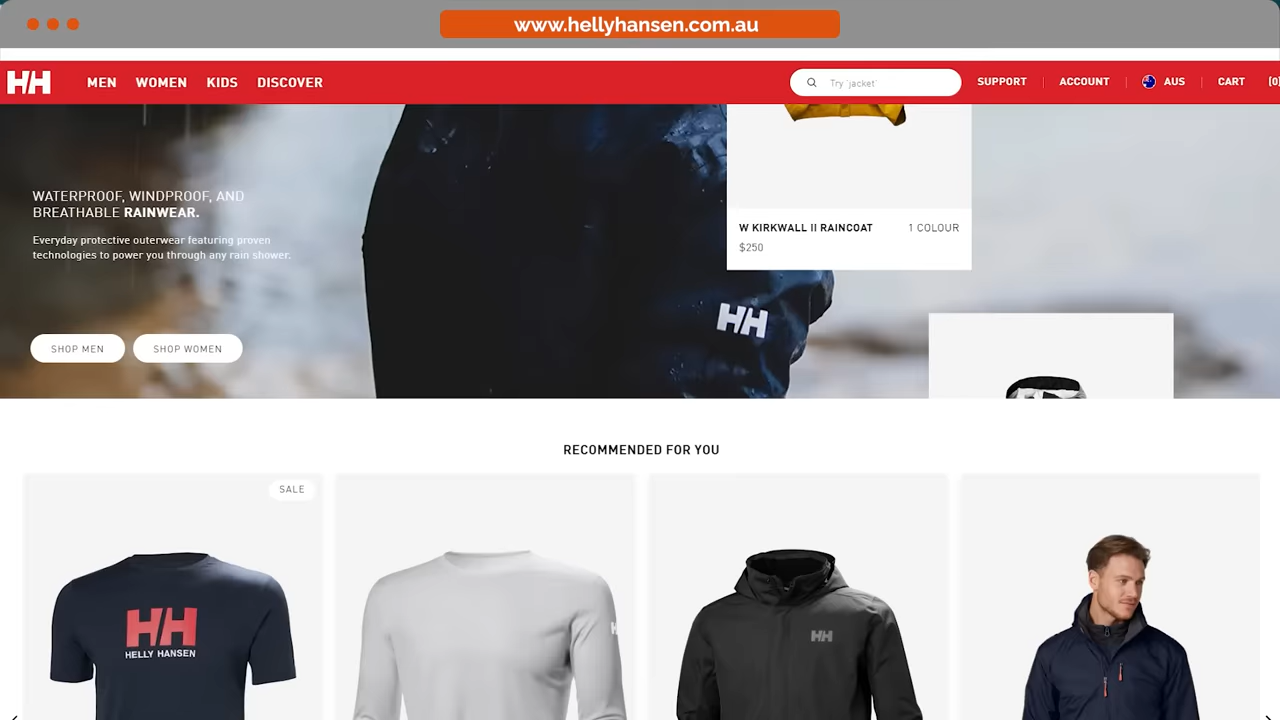 www.hellyhansen.com.au
HH MEN WOMEN KIDS DISCOVER Try 'jacket' SUPPORT ACCOUNT AUS CART [0]
WATERPROOF, WINDPROOF, AND
BREATHABLE RAINWEAR.
Everyday protective outerwear featuring proven
technologies to power you through any rain shower.
SHOP MEN SHOP WOMEN
W KIRKWALL II RAINCOAT 1 COLOUR
$250
HH
RECOMMENDED FOR YOU
SALE
HH
HELLY HANSEN
H
HH